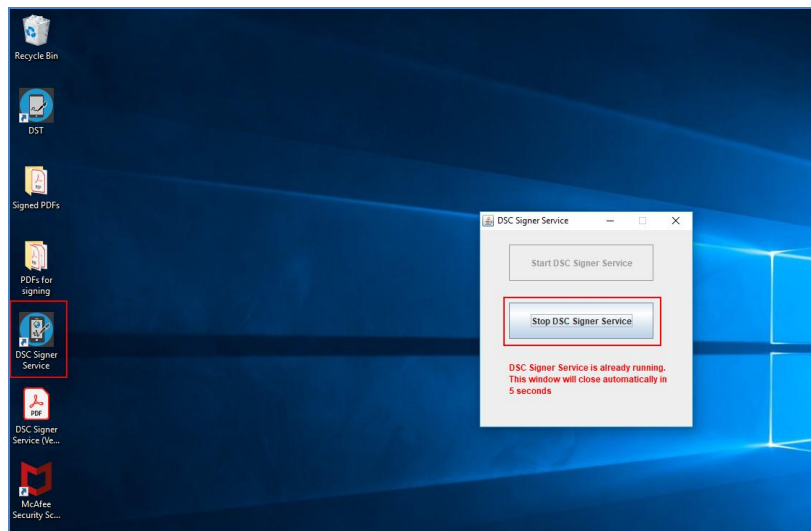 Recycle Bin
DST
Signed PDFs
PDFs for
signing
DSC Signer
Service
PDF
DSC Signer
Service (Ve...
McAfee
Security Sc...
DSC Signer Service
Start DSC Signer Service
Stop DSC Signer Service
DSC Signer Service is already running.
This window will close automatically in
5 seconds